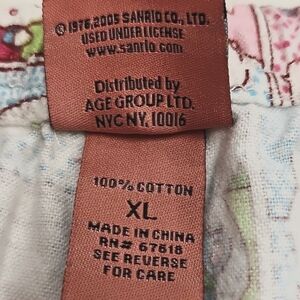 © 1976, 2005 SANRIO CO., LTD.
USED UNDER LICENSE
www.sanrio.com
Distributed by
AGE GROUP LTD.
NYC NY, 10016
100% COTTON
XL
MADE IN CHINA
RN# 67618
SEE REVERSE
FOR CARE